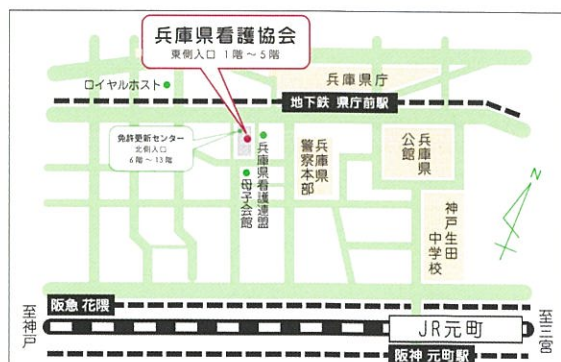 兵庫県看護協会
東側入口 1階～5階
ロイヤルホスト
兵庫県庁
地下鉄 県庁前駅
免許更新センター
北側入口
6階～13階
兵庫県看護連盟
母子会館
兵庫県
警察本部
兵庫県
公館
神戸生田
中学校
N
阪急 花隈
至神戸
JR元町
至三宮
阪神 元町駅